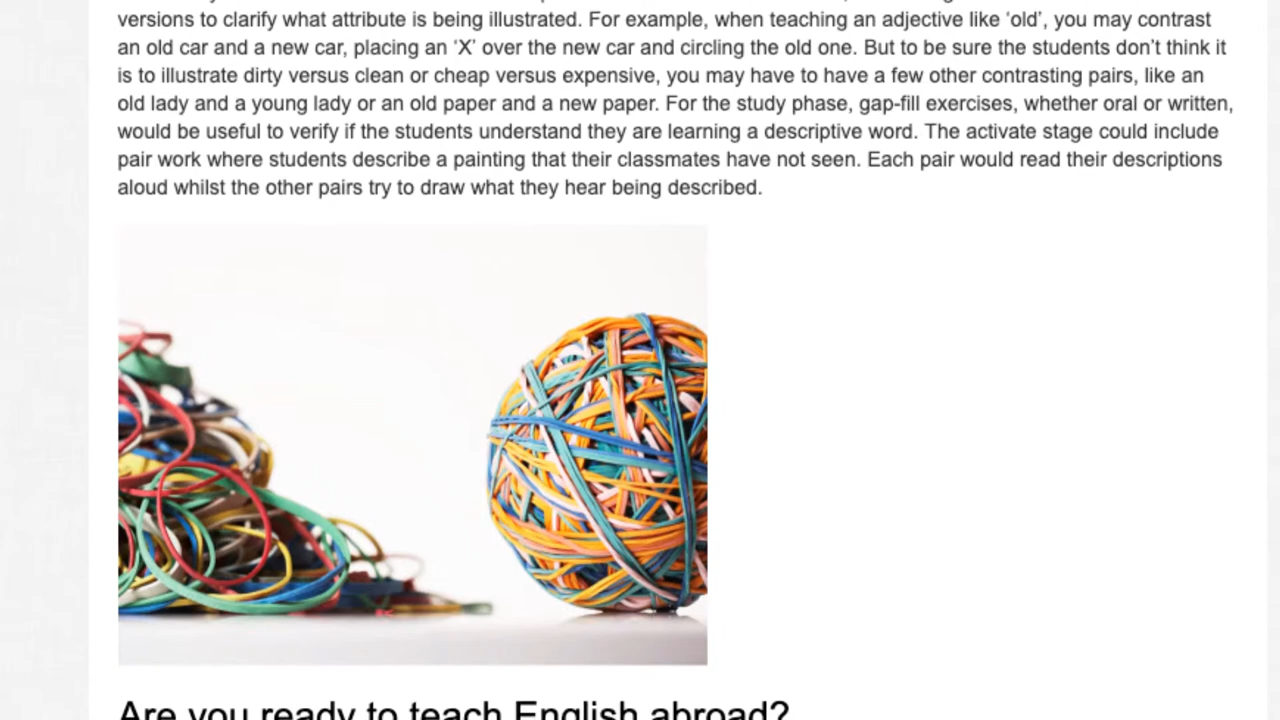 versions to clarify what attribute is being illustrated. For example, when teaching an adjective like ‘old’, you may contrast
an old car and a new car, placing an ‘X’ over the new car and circling the old one. But to be sure the students don’t think it
is to illustrate dirty versus clean or cheap versus expensive, you may have to have a few other contrasting pairs, like an
old lady and a young lady or an old paper and a new paper. For the study phase, gap-fill exercises, whether oral or written,
would be useful to verify if the students understand they are learning a descriptive word. The activate stage could include
pair work where students describe a painting that their classmates have not seen. Each pair would read their descriptions
aloud whilst the other pairs try to draw what they hear being described.
Are you ready to teach English abroad?